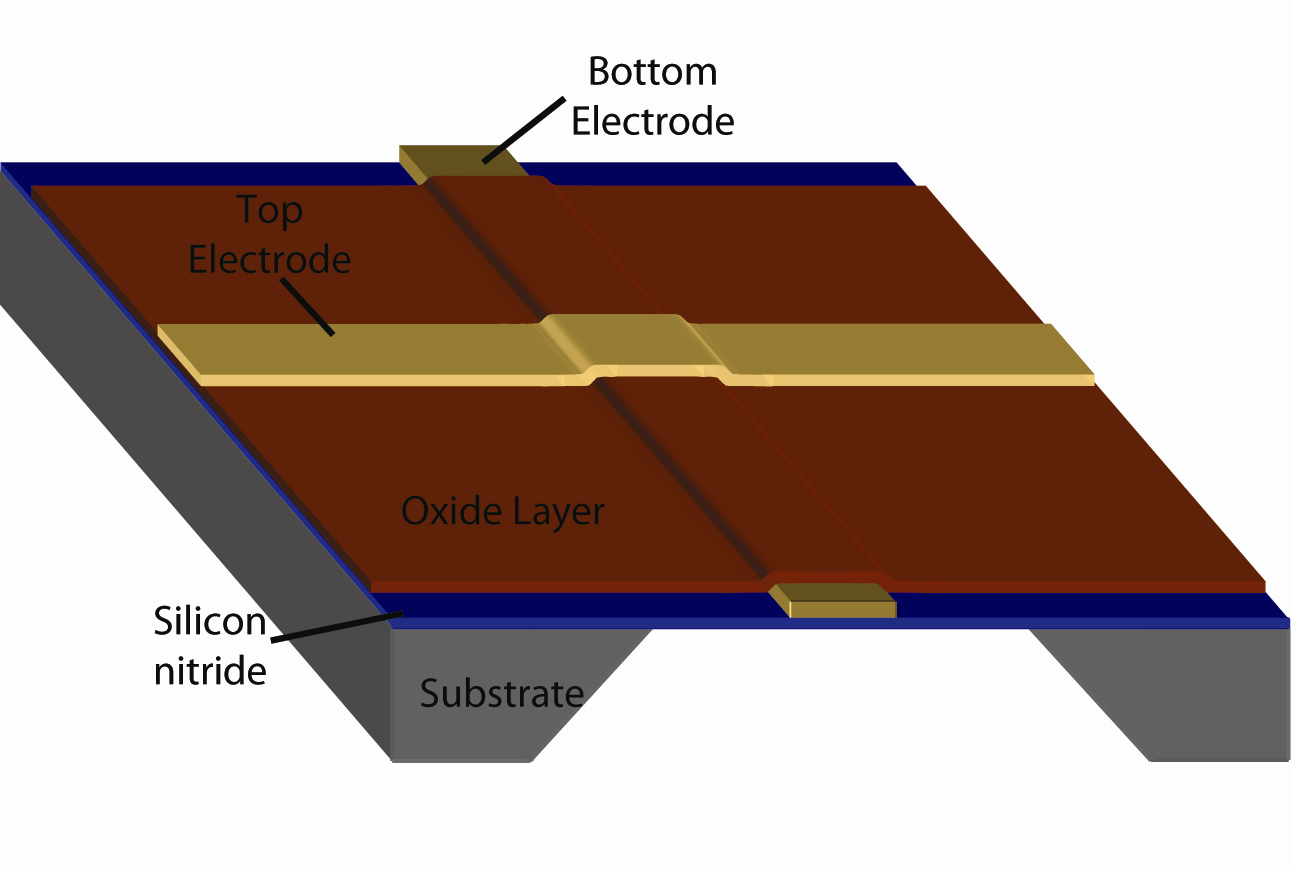 Bottom
Electrode
Top
Electrode
Oxide Layer
Silicon
nitride
Substrate